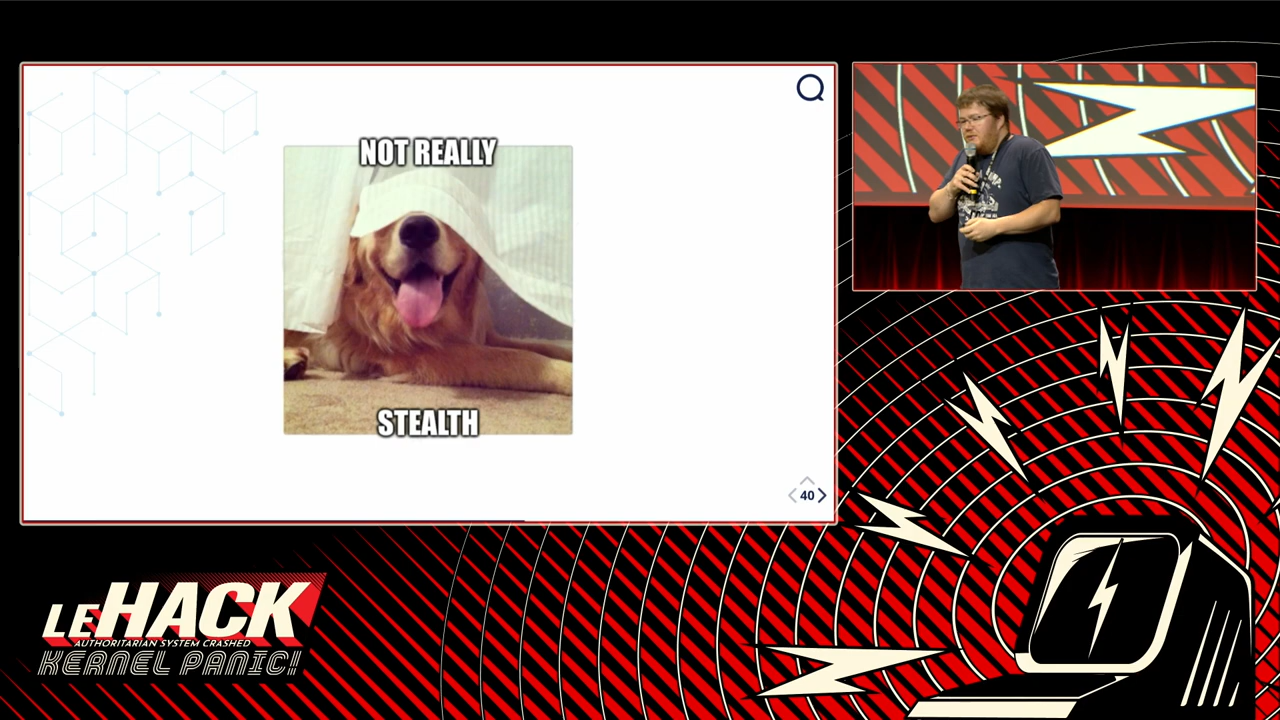 NOT REALLY
STEALTH
40
LEHACK
AUTHORITARIAN SYSTEM CRASHED
KERNEL PANIC!